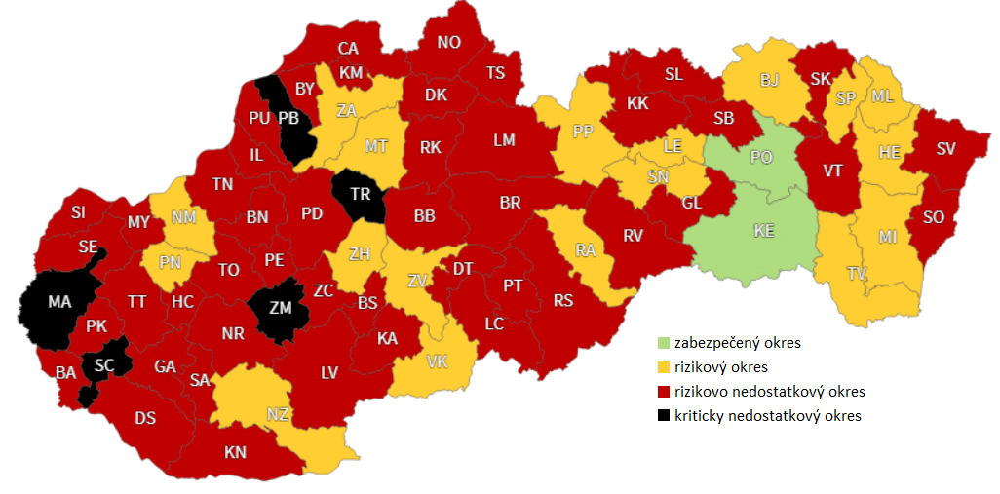 NO
CA
KM
TS
SL
BJ
SK
SP
ML
BY
DK
KK
ZA
PU
PB
SB
MT
RK
LM
PP
LE
PO
HE
SV
IL
VT
TN
TR
SN
GL
SI
MY
NM
BN
PD
BB
BR
RV
KE
MI
SO
SE
PN
TO
PE
ZH
RA
ZV
DT
TV
MA
TT
HC
ZM
ZC
BS
PT
RS
PK
NR
KA
LC
BA
SC
GA
SA
LV
VK
DS
NZ
KN
zabezpečený okres
rizikový okres
rizikovo nedostatkový okres
kriticky nedostatkový okres